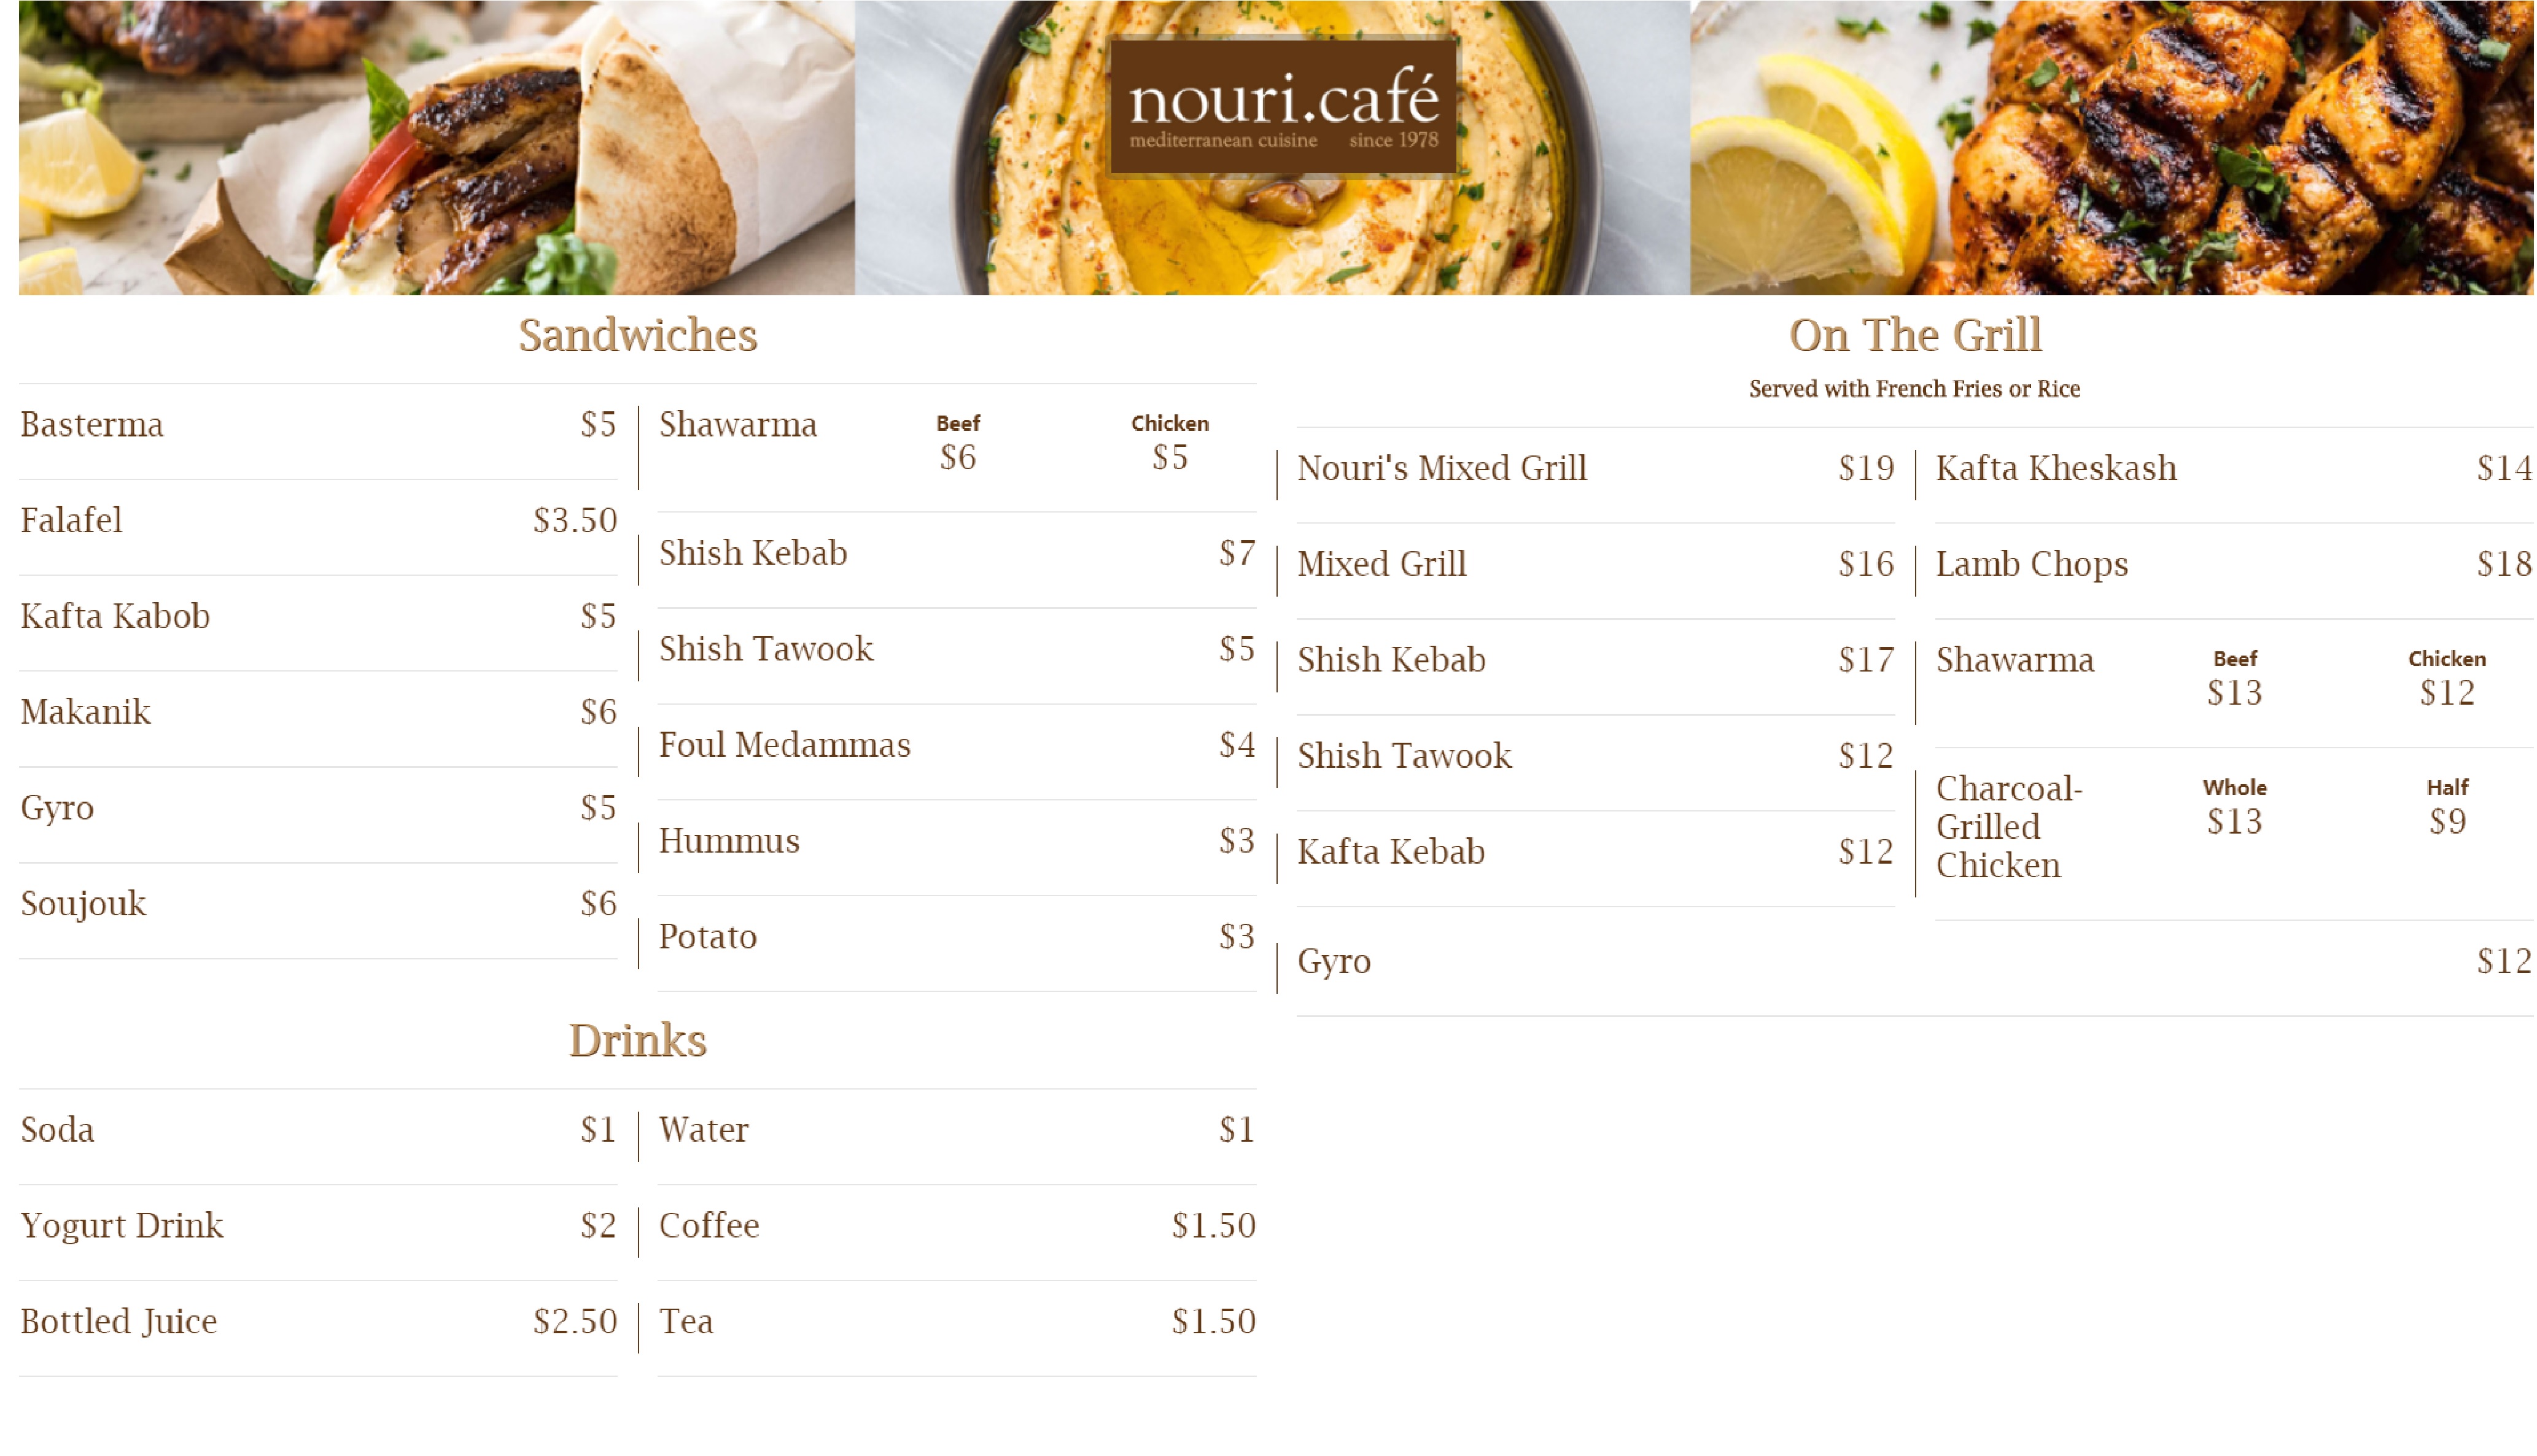 nouri.café
mediterranean cuisine since 1978
Sandwiches
Basterma $5
Falafel $3.50
Kafta Kabob $5
Makanik $6
Gyro $5
Soujouk $6
Shawarma Beef Chicken
$6 $5
Shish Kebab $7
Shish Tawook $5
Foul Medammas $4
Hummus $3
Potato $3
Drinks
Soda $1
Yogurt Drink $2
Bottled Juice $2.50
Water $1
Coffee $1.50
Tea $1.50
On The Grill
Served with French Fries or Rice
Nouri's Mixed Grill $19
Mixed Grill $16
Shish Kebab $17
Shish Tawook $12
Kafta Kebab $12
Kafta Kheskash $14
Lamb Chops $18
Shawarma Beef Chicken
$13 $12
Charcoal- Whole Half
Grilled $13 $9
Chicken
Gyro $12